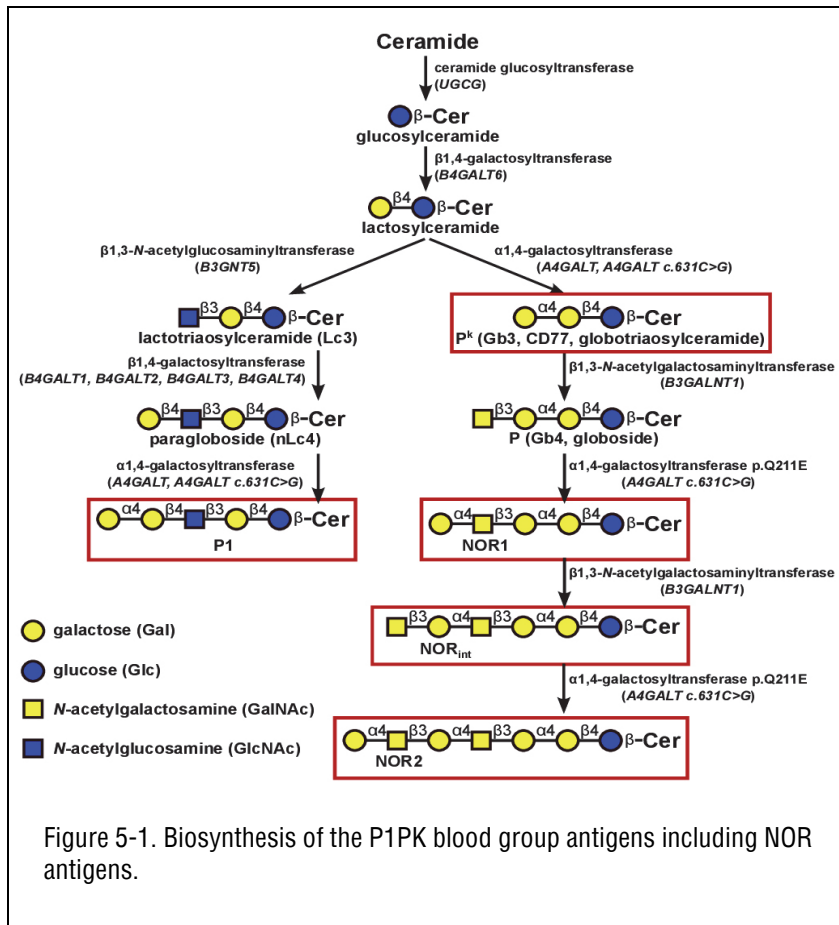 Ceramide
ceramide glucosyltransferase
(UGCG)
β-Cer
glucosylceramide
β1,4-galactosyltransferase
(B4GALT6)
β4 β-Cer
lactosylceramide
β1,3-N-acetylglucosaminyltransferase
(B3GNT5)
α1,4-galactosyltransferase
(A4GALT, A4GALT c.631C>G)
β3 β4 β-Cer
lactotriaosylceramide (Lc3)
α4 β4 β-Cer
Pk (Gb3, CD77, globotriaosylceramide)
β1,4-galactosyltransferase
(B4GALT1, B4GALT2, B4GALT3, B4GALT4)
β1,3-N-acetylgalactosaminyltransferase
(B3GALNT1)
β4 β3 β4 β-Cer
paragloboside (nLc4)
β3 α4 β4 β-Cer
P (Gb4, globoside)
α1,4-galactosyltransferase
(A4GALT, A4GALT c.631C>G)
α1,4-galactosyltransferase p.Q211E
(A4GALT c.631C>G)
α4 β4 β3 β4 β-Cer
P1
α4 β3 α4 β4 β-Cer
NOR1
β1,3-N-acetylgalactosaminyltransferase
(B3GALNT1)
β3 α4 β3 α4 β4 β-Cer
NORint
α1,4-galactosyltransferase p.Q211E
(A4GALT c.631C>G)
α4 β3 α4 β3 α4 β4 β-Cer
NOR2
galactose (Gal)
glucose (Glc)
N-acetylgalactosamine (GalNAc)
N-acetylglucosamine (GlcNAc)
Figure 5-1. Biosynthesis of the P1PK blood group antigens including NOR
antigens.